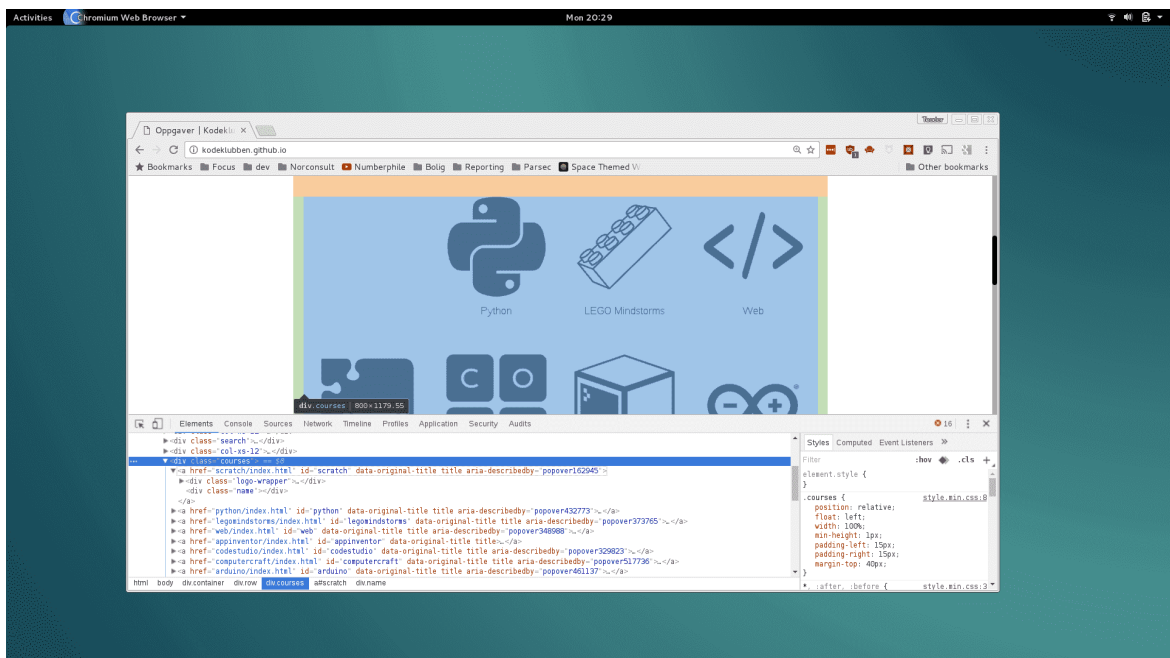 Activities Chromium Web Browser Mon 20:29
Oppgaver | Kodeklu
kodeklubben.github.io
Bookmarks Focus dev Norconsult Numberphile Bolig Reporting Parsec Space Themed W Other bookmarks
Python LEGO Mindstorms Web
C O
div.courses | 800×1179.55
Elements Console Sources Network Timeline Profiles Application Security Audits 16
<div class="search">…</div>
<div class="col-xs-12">…</div>
<div class="courses"> == $0
<a href="scratch/index.html" id="scratch" data-original-title title aria-describedby="popover162945">
<div class="logo-wrapper">…</div>
<div class="name"></div>
</a>
<a href="python/index.html" id="python" data-original-title title aria-describedby="popover432773">…</a>
<a href="legomindstorms/index.html" id="legomindstorms" data-original-title title aria-describedby="popover373765">…</a>
<a href="web/index.html" id="web" data-original-title title aria-describedby="popover348988">…</a>
<a href="appinventor/index.html" id="appinventor" data-original-title title>…</a>
<a href="codestudio/index.html" id="codestudio" data-original-title title aria-describedby="popover329823">…</a>
<a href="computercraft/index.html" id="computercraft" data-original-title title aria-describedby="popover517736">…</a>
<a href="arduino/index.html" id="arduino" data-original-title title aria-describedby="popover461137">…</a>
html body div.container div.row div.courses a#scratch div.name
Styles Computed Event Listeners »
Filter :hov .cls +
element.style {
}
.courses { style.min.css:8
position: relative;
float: left;
width: 100%;
min-height: 1px;
padding-left: 15px;
padding-right: 15px;
margin-top: 40px;
}
*, :after, :before { style.min.css:3